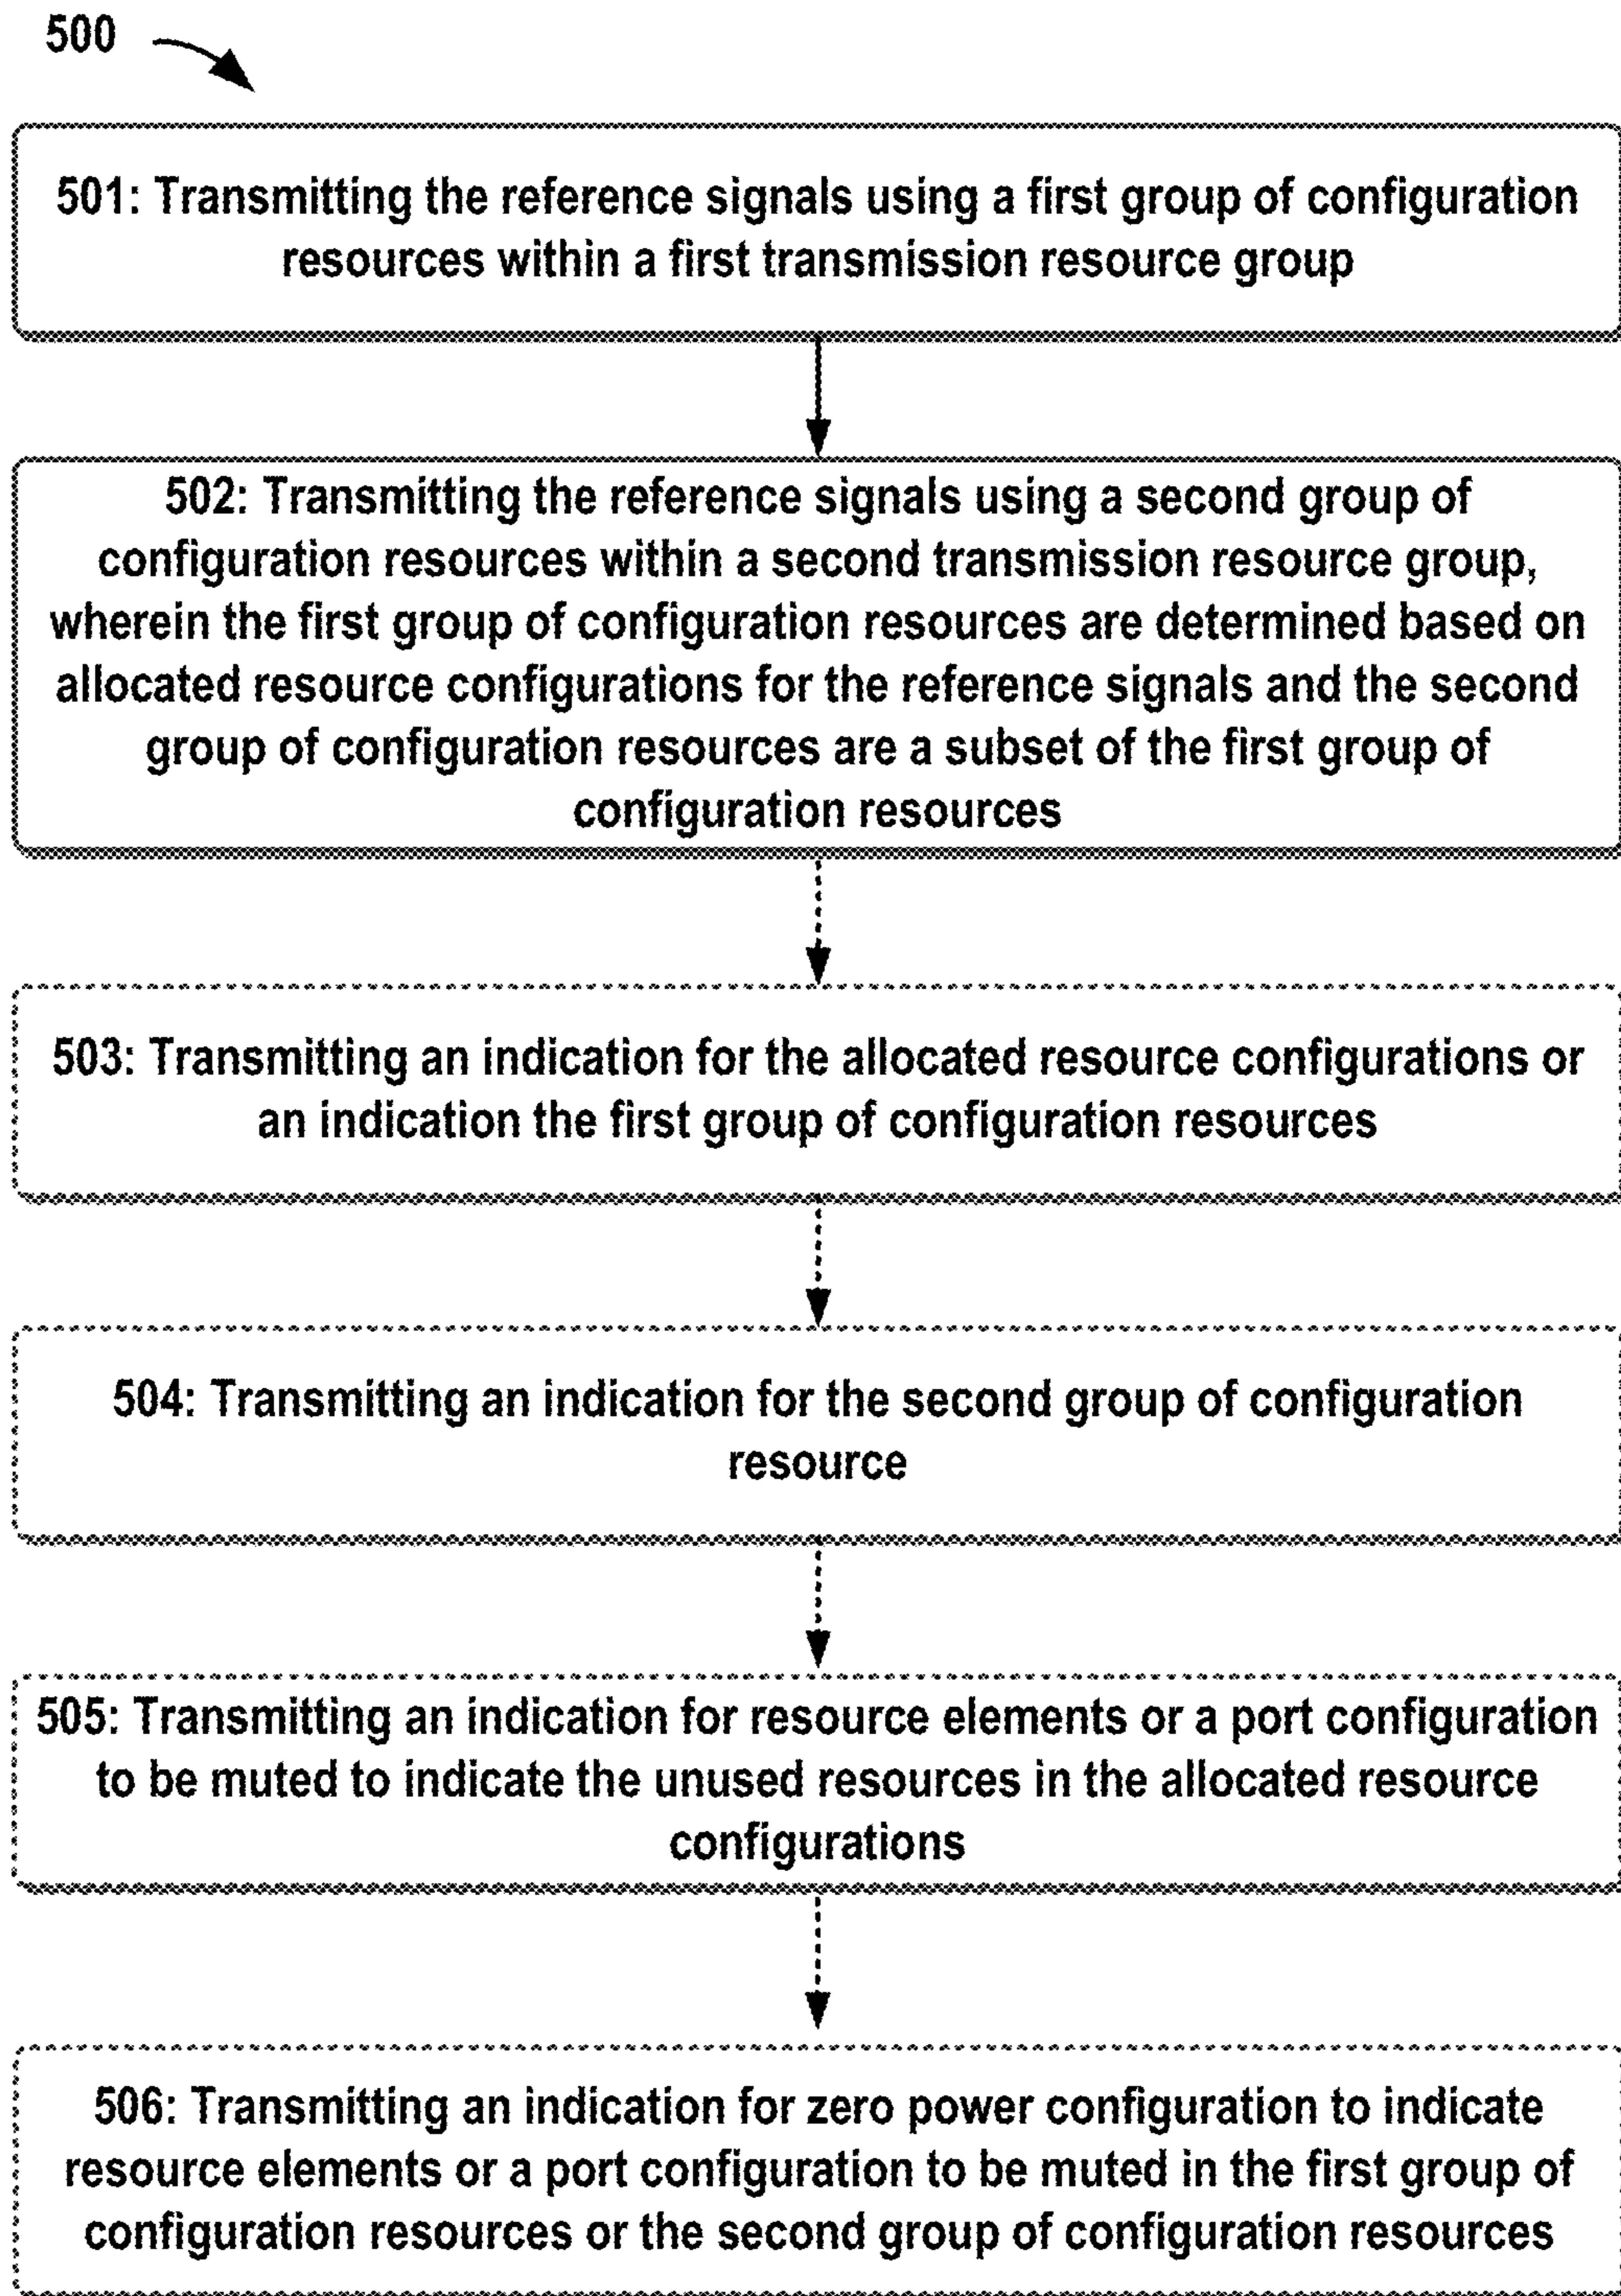 500
501: Transmitting the reference signals using a first group of configuration
resources within a first transmission resource group
502: Transmitting the reference signals using a second group of
configuration resources within a second transmission resource group,
wherein the first group of configuration resources are determined based on
allocated resource configurations for the reference signals and the second
group of configuration resources are a subset of the first group of
configuration resources
503: Transmitting an indication for the allocated resource configurations or
an indication the first group of configuration resources
504: Transmitting an indication for the second group of configuration
resource
505: Transmitting an indication for resource elements or a port configuration
to be muted to indicate the unused resources in the allocated resource
configurations
506: Transmitting an indication for zero power configuration to indicate
resource elements or a port configuration to be muted in the first group of
configuration resources or the second group of configuration resources